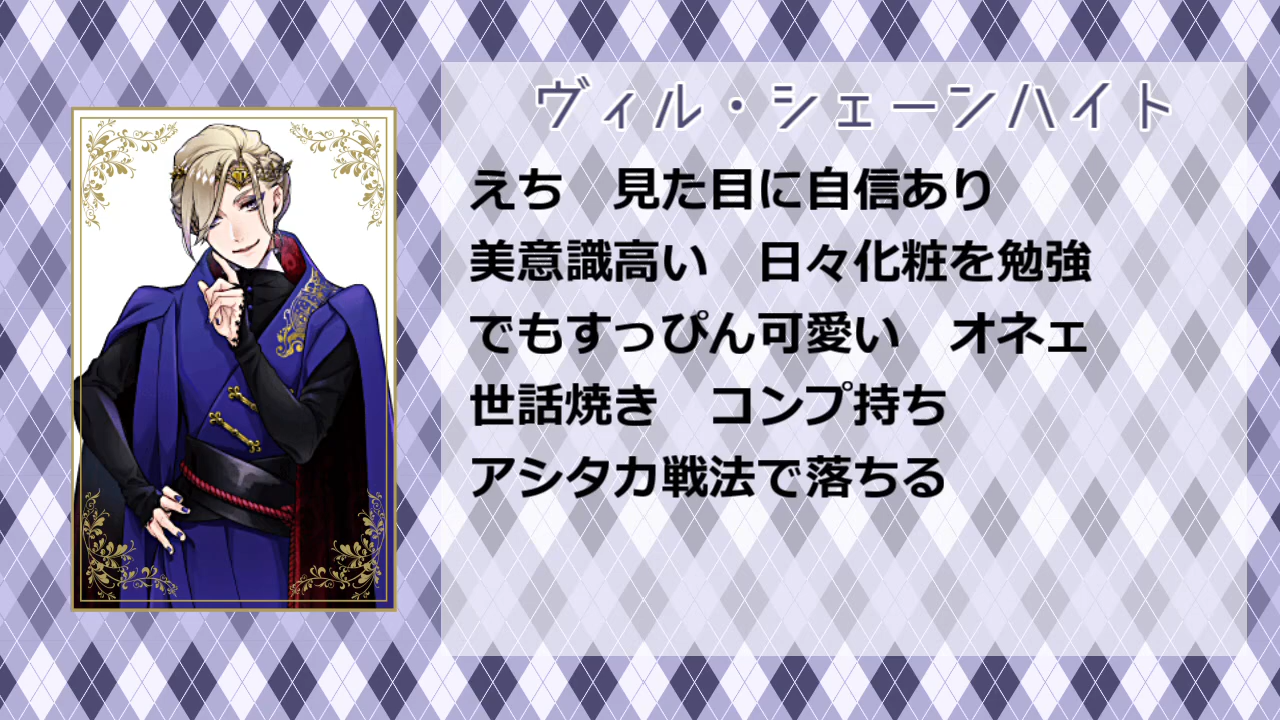 ヴィル・シェーンハイト
えち　見た目に自信あり
美意識高い　日々化粧を勉強
でもすっぴん可愛い　オネェ
世話焼き　コンプ持ち
アシタカ戦法で落ちる